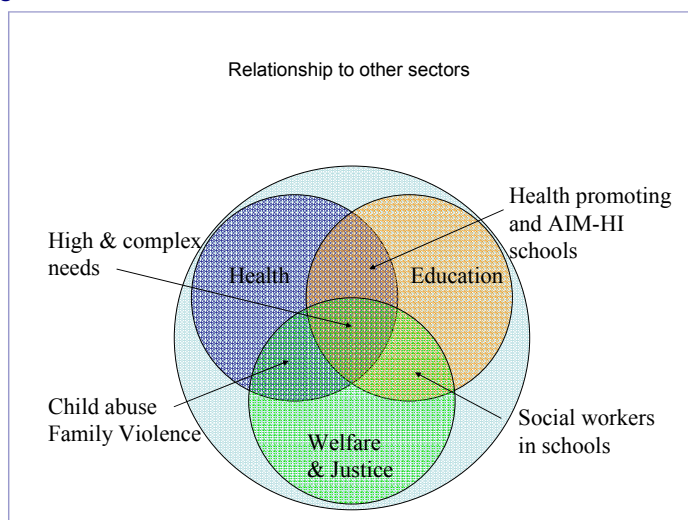 Relationship to other sectors
Health promoting
and AIM-HI
schools
High & complex
needs
Health
Education
Child abuse
Family Violence
Social workers
in schools
Welfare
& Justice